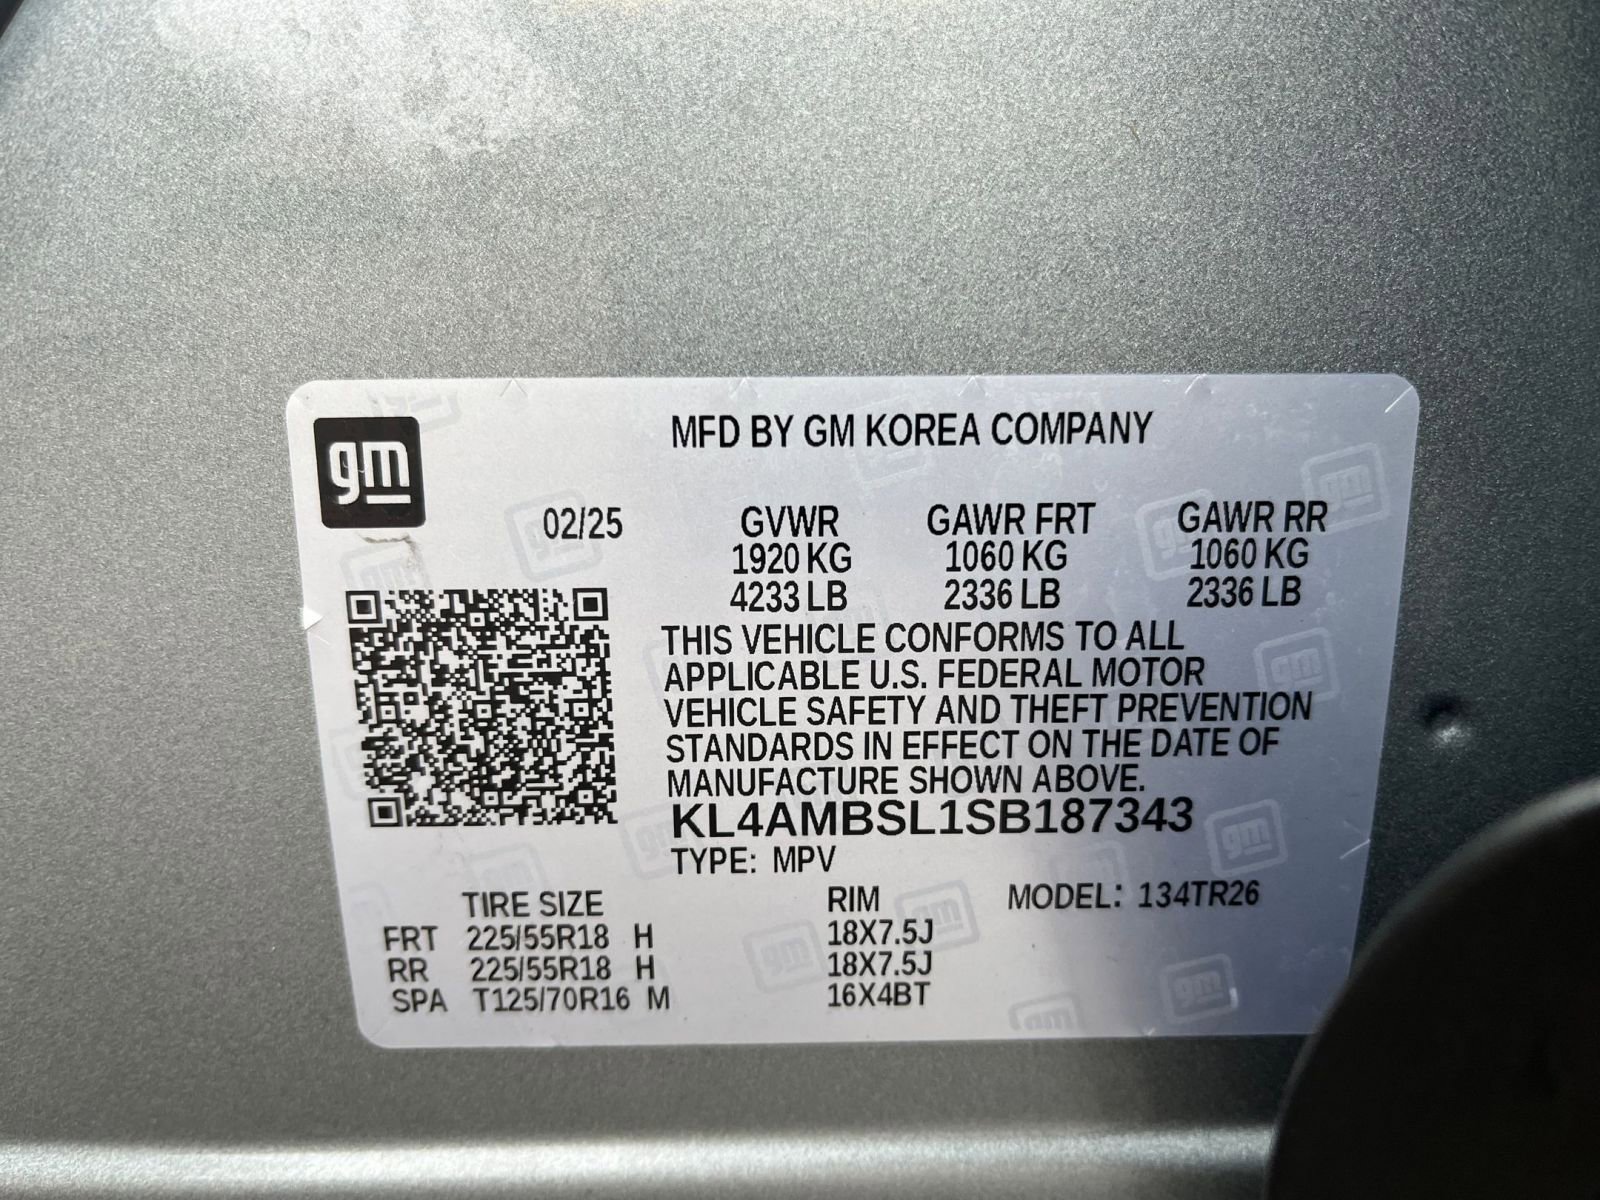 gm
MFD BY GM KOREA COMPANY
02/25 GVWR GAWR FRT GAWR RR
1920 KG 1060 KG 1060 KG
4233 LB 2336 LB 2336 LB
THIS VEHICLE CONFORMS TO ALL
APPLICABLE U.S. FEDERAL MOTOR
VEHICLE SAFETY AND THEFT PREVENTION
STANDARDS IN EFFECT ON THE DATE OF
MANUFACTURE SHOWN ABOVE.
KL4AMBSL1SB187343
TYPE: MPV
TIRE SIZE RIM MODEL: 134TR26
FRT 225/55R18 H 18X7.5J
RR 225/55R18 H 18X7.5J
SPA T125/70R16 M 16X4BT